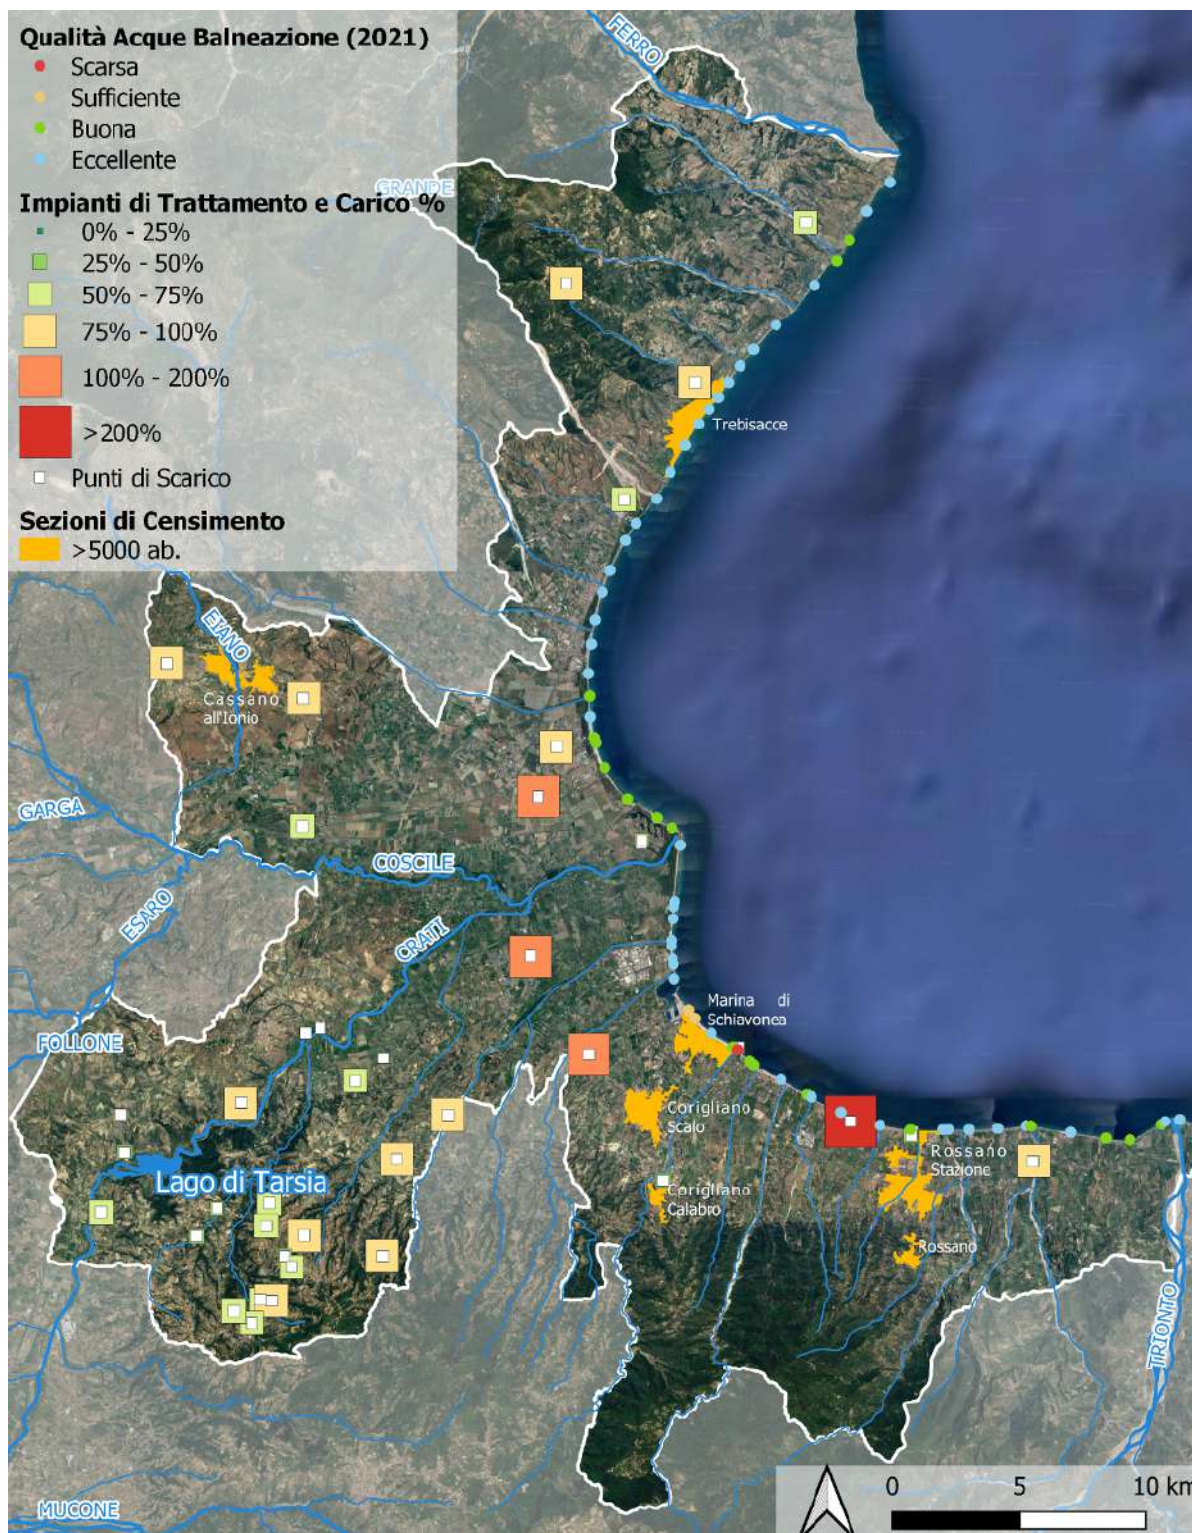 Qualità Acque Balneazione (2021)
Scarsa
Sufficiente
Buona
Eccellente
Impianti di Trattamento e Carico %
0% - 25%
25% - 50%
50% - 75%
75% - 100%
100% - 200%
>200%
Punti di Scarico
Sezioni di Censimento
>5000 ab.
FERRO
GRANDE
Trebisacce
EIANO
Cassano
all'Ionio
GARGA
COSCILE
ESARO
CRATI
Marina di
Schiavonea
FOLLONE
Corigliano
Scalo
Rossano
Stazione
Lago di Tarsia
Corigliano
Calabro
Rossano
TRIONTO
MUCONE
0 5 10 km